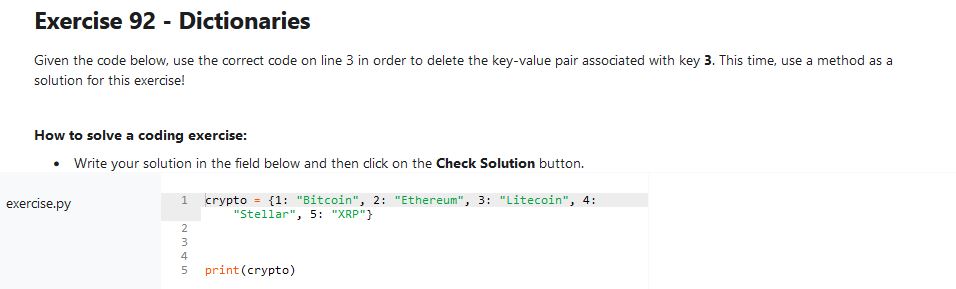 Exercise 92 - Dictionaries
Given the code below, use the correct code on line 3 in order to delete the key-value pair associated with key 3. This time, use a method as a
solution for this exercise!
How to solve a coding exercise:
• Write your solution in the field below and then click on the Check Solution button.
exercise.py
1 crypto = {1: "Bitcoin", 2: "Ethereum", 3: "Litecoin", 4:
"Stellar", 5: "XRP"}
2
3
4
5 print(crypto)